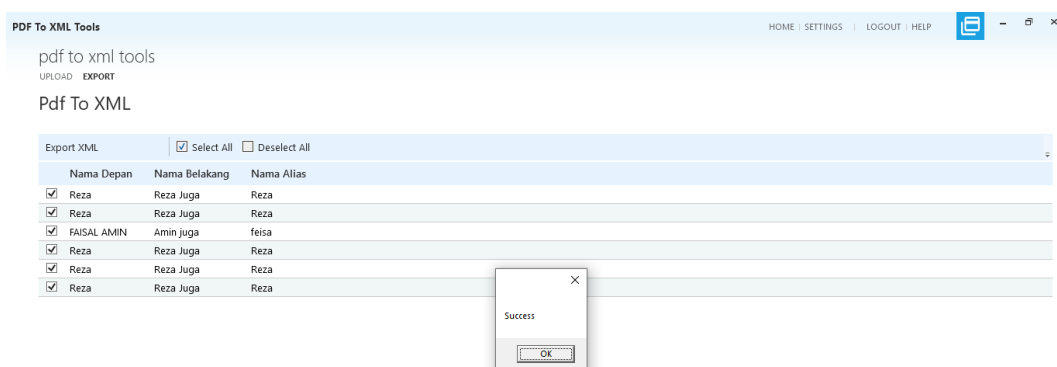 PDF To XML Tools HOME | SETTINGS | LOGOUT | HELP
pdf to xml tools
UPLOAD EXPORT
Pdf To XML
Export XML Select All Deselect All
Nama Depan Nama Belakang Nama Alias
Reza Reza Juga Reza
Reza Reza Juga Reza
FAISAL AMIN Amin juga feisa
Reza Reza Juga Reza
Reza Reza Juga Reza
Reza Reza Juga Reza
Success
OK